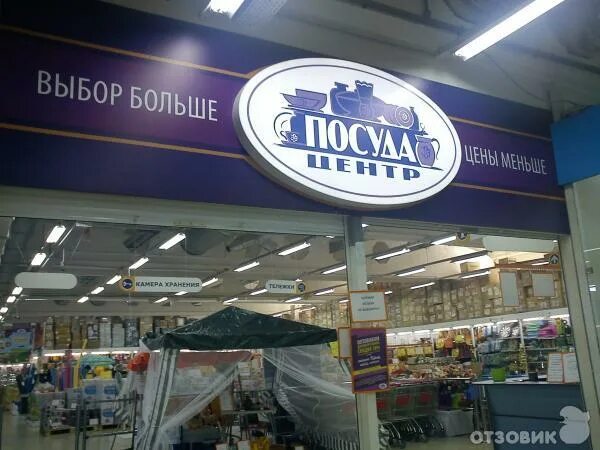 ВЫБОР БОЛЬШЕ
ПОСУДА
ЦЕНТР
ЦЕНЫ МЕНЬШЕ
КАМЕРА ХРАНЕНИЯ
ТЕЛЕЖКИ
ОТЗОВИК